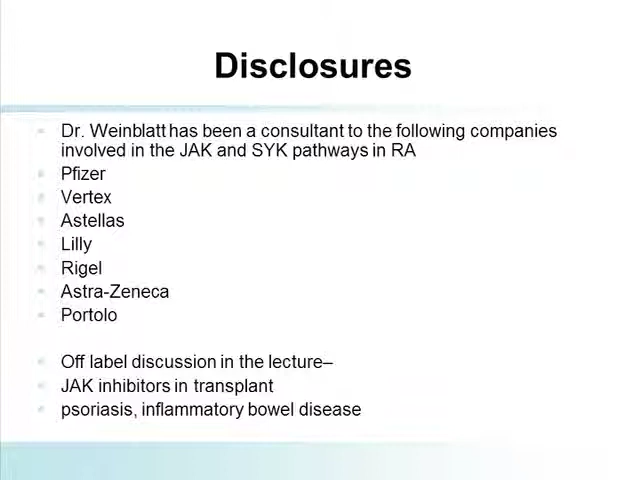 Disclosures
Dr. Weinblatt has been a consultant to the following companies
involved in the JAK and SYK pathways in RA
Pfizer
Vertex
Astellas
Lilly
Rigel
Astra-Zeneca
Portolo
Off label discussion in the lecture–
JAK inhibitors in transplant
psoriasis, inflammatory bowel disease